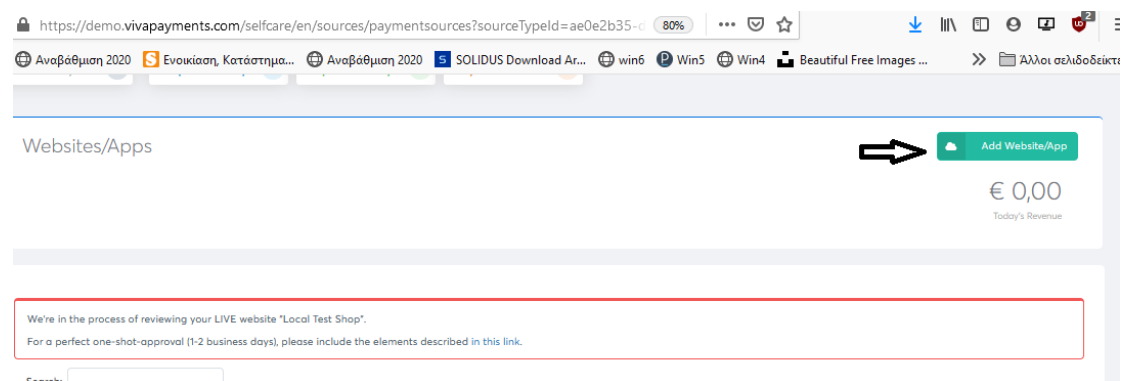 https://demo.vivapayments.com/selfcare/en/sources/paymentsources?sourceTypeId=ae0e2b35- 80%
Αναβάθμιση 2020 Ενοικίαση, Κατάστημα... Αναβάθμιση 2020 SOLIDUS Download Ar... win6 Win5 Win4 Beautiful Free Images ... Άλλοι σελιδοδείκτε
Websites/Apps
Add Website/App
€ 0,00
Today's Revenue
We're in the process of reviewing your LIVE website "Local Test Shop".
For a perfect one-shot-approval (1-2 business days), please include the elements described in this link.
Search: